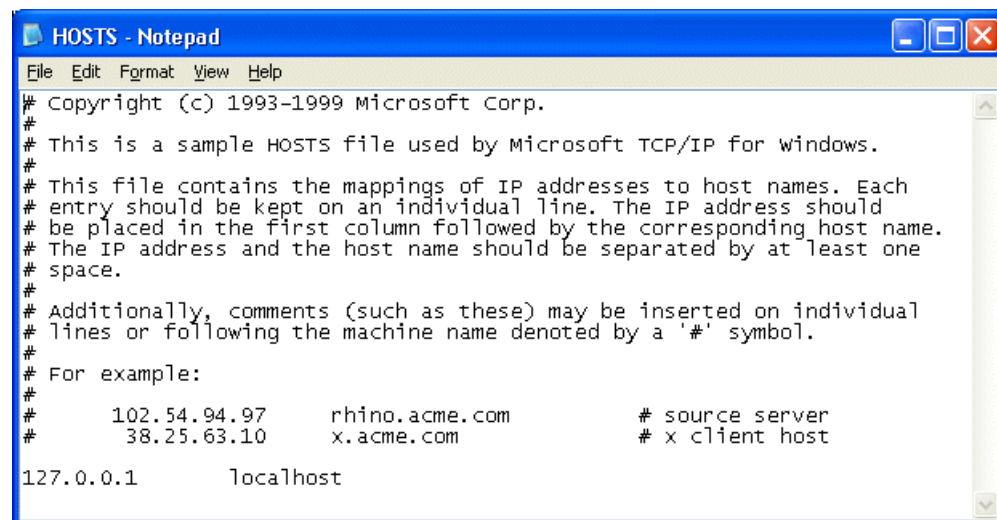 HOSTS - Notepad
File Edit Format View Help
# Copyright (c) 1993-1999 Microsoft Corp.
#
# This is a sample HOSTS file used by Microsoft TCP/IP for Windows.
#
# This file contains the mappings of IP addresses to host names. Each
# entry should be kept on an individual line. The IP address should
# be placed in the first column followed by the corresponding host name.
# The IP address and the host name should be separated by at least one
# space.
#
# Additionally, comments (such as these) may be inserted on individual
# lines or following the machine name denoted by a '#' symbol.
#
# For example:
#
#      102.54.94.97     rhino.acme.com          # source server
#       38.25.63.10     x.acme.com              # x client host
127.0.0.1       localhost